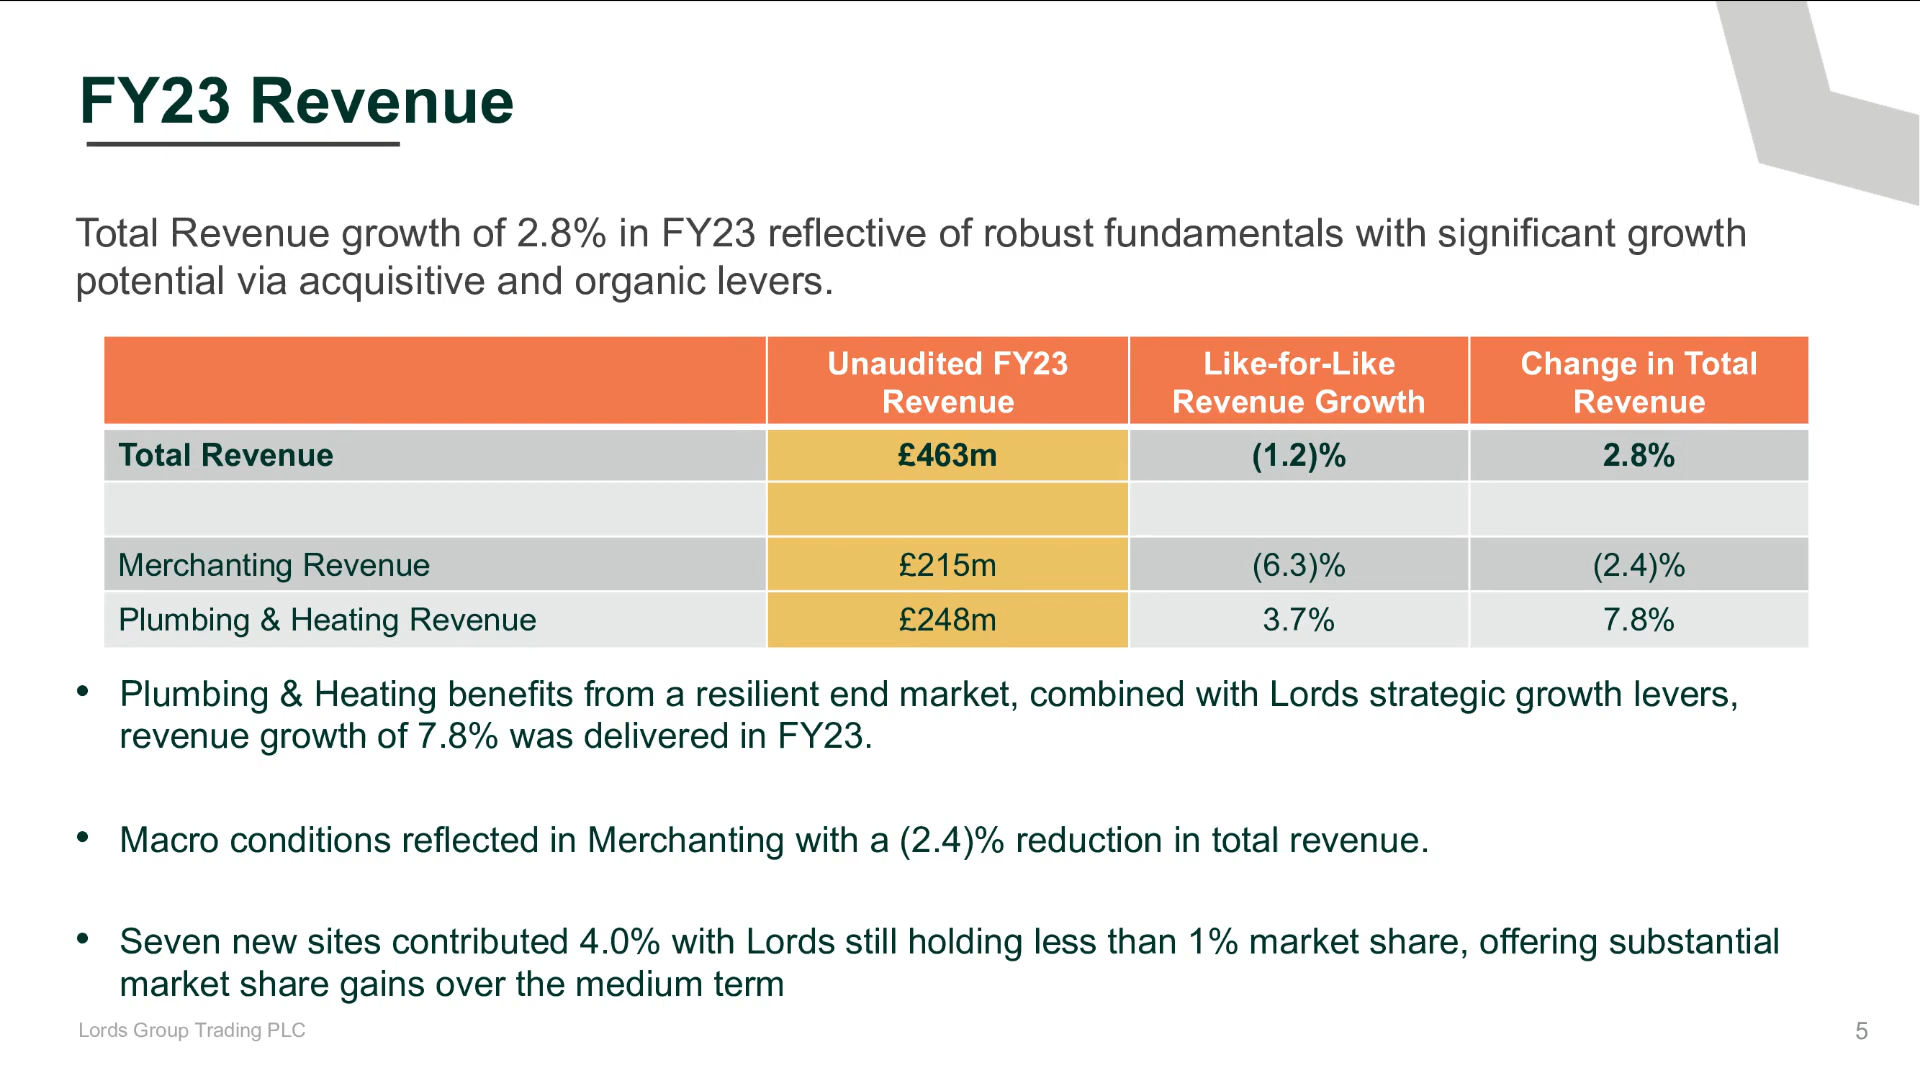 FY23 Revenue
Total Revenue growth of 2.8% in FY23 reflective of robust fundamentals with significant growth
potential via acquisitive and organic levers.
Unaudited FY23 Revenue Like-for-Like Revenue Growth Change in Total Revenue
Total Revenue £463m (1.2)% 2.8%
Merchanting Revenue £215m (6.3)% (2.4)%
Plumbing & Heating Revenue £248m 3.7% 7.8%
• Plumbing & Heating benefits from a resilient end market, combined with Lords strategic growth levers,
revenue growth of 7.8% was delivered in FY23.
• Macro conditions reflected in Merchanting with a (2.4)% reduction in total revenue.
• Seven new sites contributed 4.0% with Lords still holding less than 1% market share, offering substantial
market share gains over the medium term
Lords Group Trading PLC
5